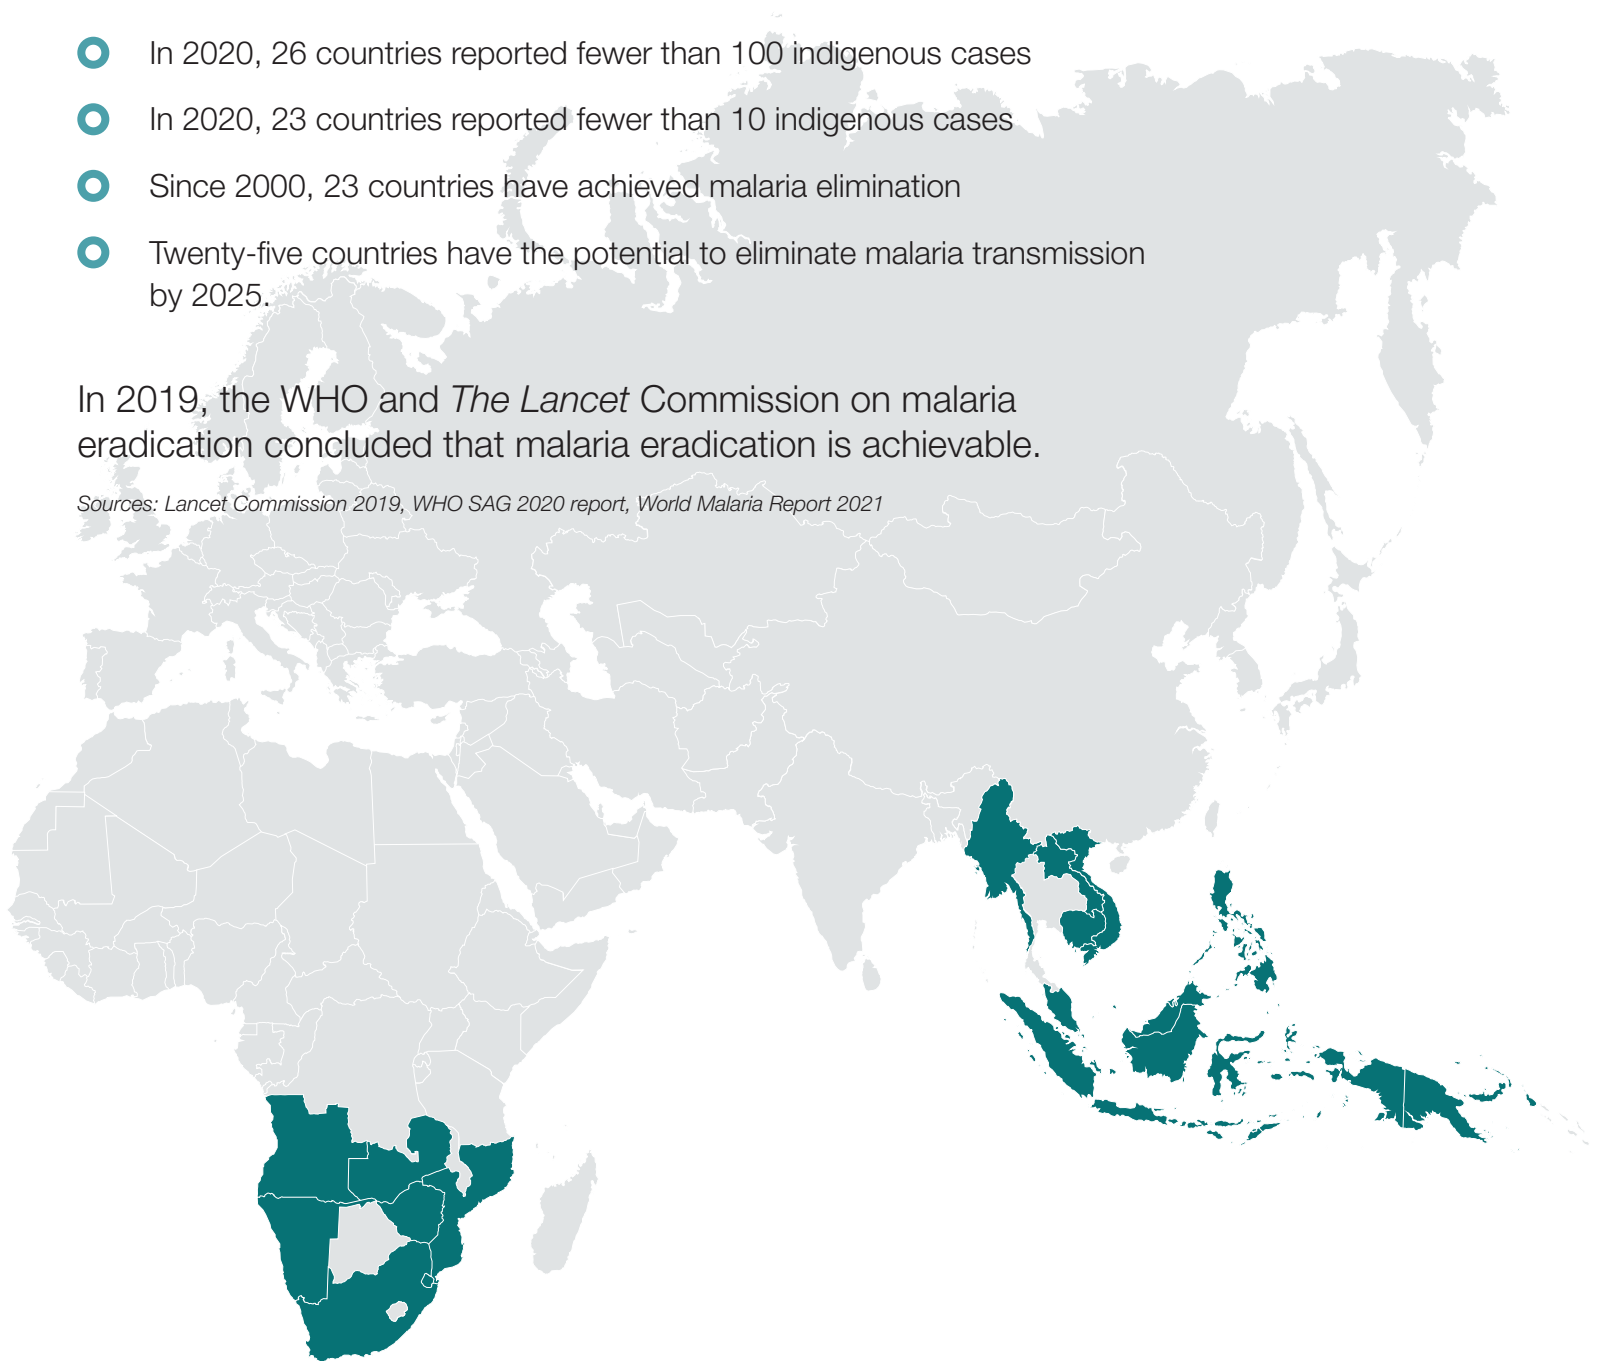 In 2020, 26 countries reported fewer than 100 indigenous cases
In 2020, 23 countries reported fewer than 10 indigenous cases
Since 2000, 23 countries have achieved malaria elimination
Twenty-five countries have the potential to eliminate malaria transmission
by 2025.
In 2019, the WHO and The Lancet Commission on malaria
eradication concluded that malaria eradication is achievable.
Sources: Lancet Commission 2019, WHO SAG 2020 report, World Malaria Report 2021